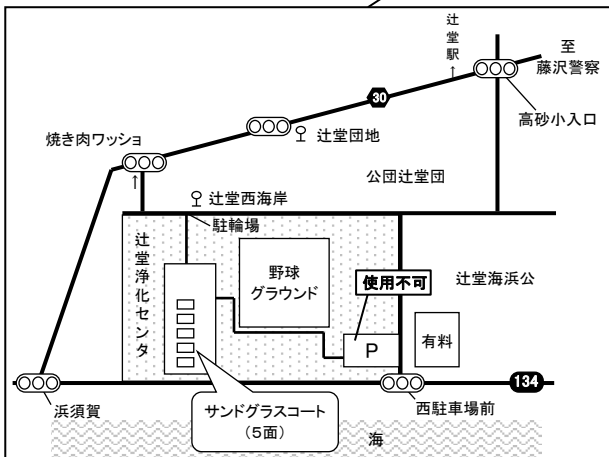 辻堂駅
↑
至
藤沢警察
30
高砂小入口
辻堂団地
焼き肉ワッショ
↑
公団辻堂団
辻堂西海岸
駐輪場
辻堂浄化センタ
野球
グラウンド
使用不可
辻堂海浜公
P
有料
134
浜須賀
サンドグラスコート
(5面)
西駐車場前
海